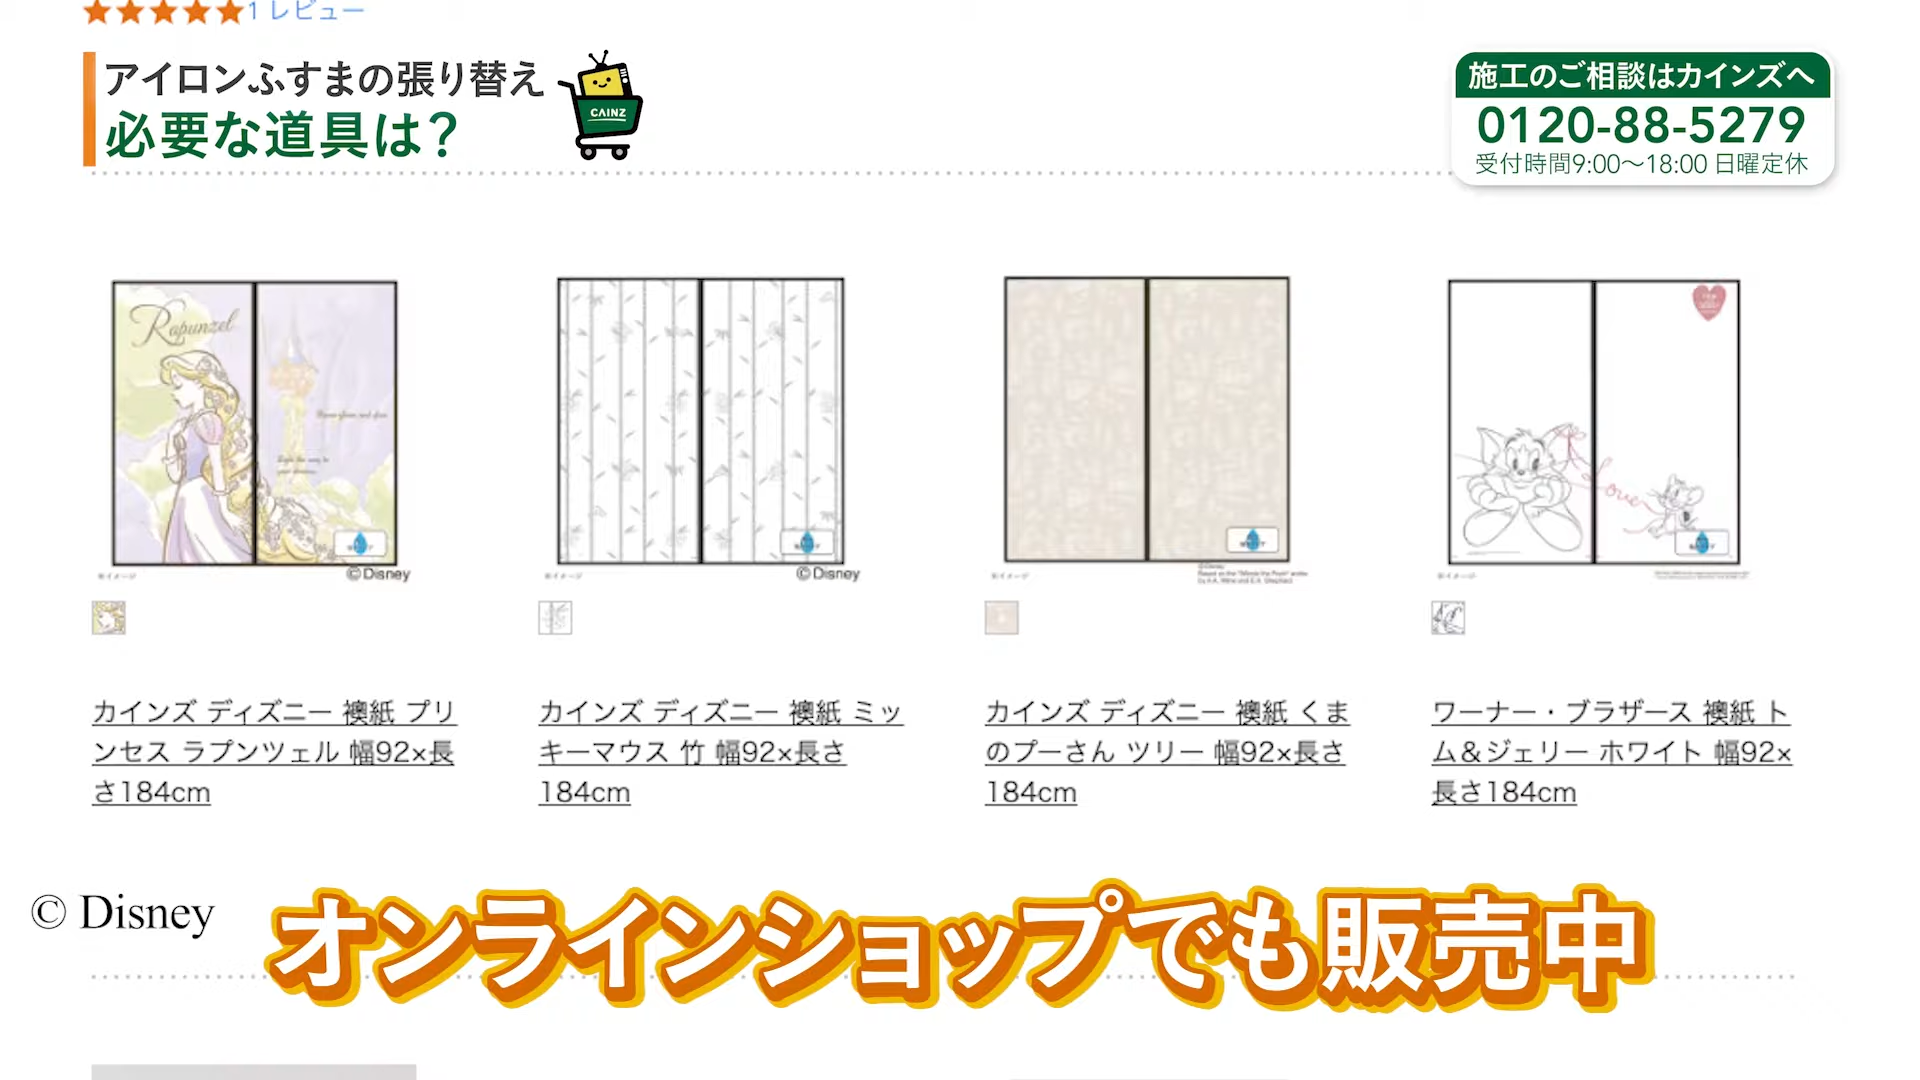 1 レビュー
アイロンふすまの張り替え
必要な道具は?
CAINZ
施工のご相談はカインズへ
0120-88-5279
受付時間9:00〜18:00 日曜定休
Rapunzel
©Disney
©Disney
Love
カインズ ディズニー 襖紙 プリ
ンセス ラプンツェル 幅92×長
さ184cm
カインズ ディズニー 襖紙 ミッ
キーマウス 竹 幅92×長さ
184cm
カインズ ディズニー 襖紙 くま
のプーさん ツリー 幅92×長さ
184cm
ワーナー・ブラザース 襖紙 ト
ム&ジェリー ホワイト 幅92×
長さ184cm
© Disney
オンラインショップでも販売中